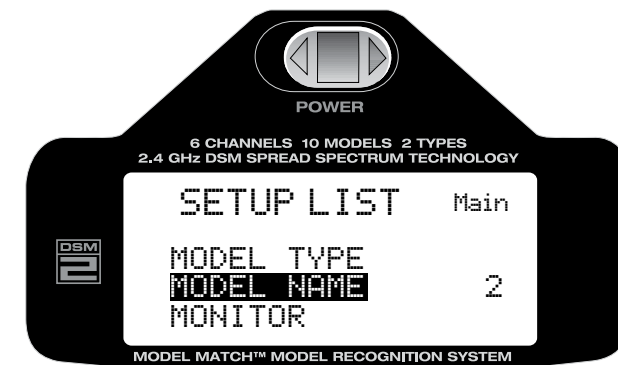 POWER
6 CHANNELS 10 MODELS 2 TYPES
2.4 GHz DSM SPREAD SPECTRUM TECHNOLOGY
SETUP LIST Main
MODEL TYPE
DSM
2
MODEL NAME 2
MONITOR
MODEL MATCH™ MODEL RECOGNITION SYSTEM